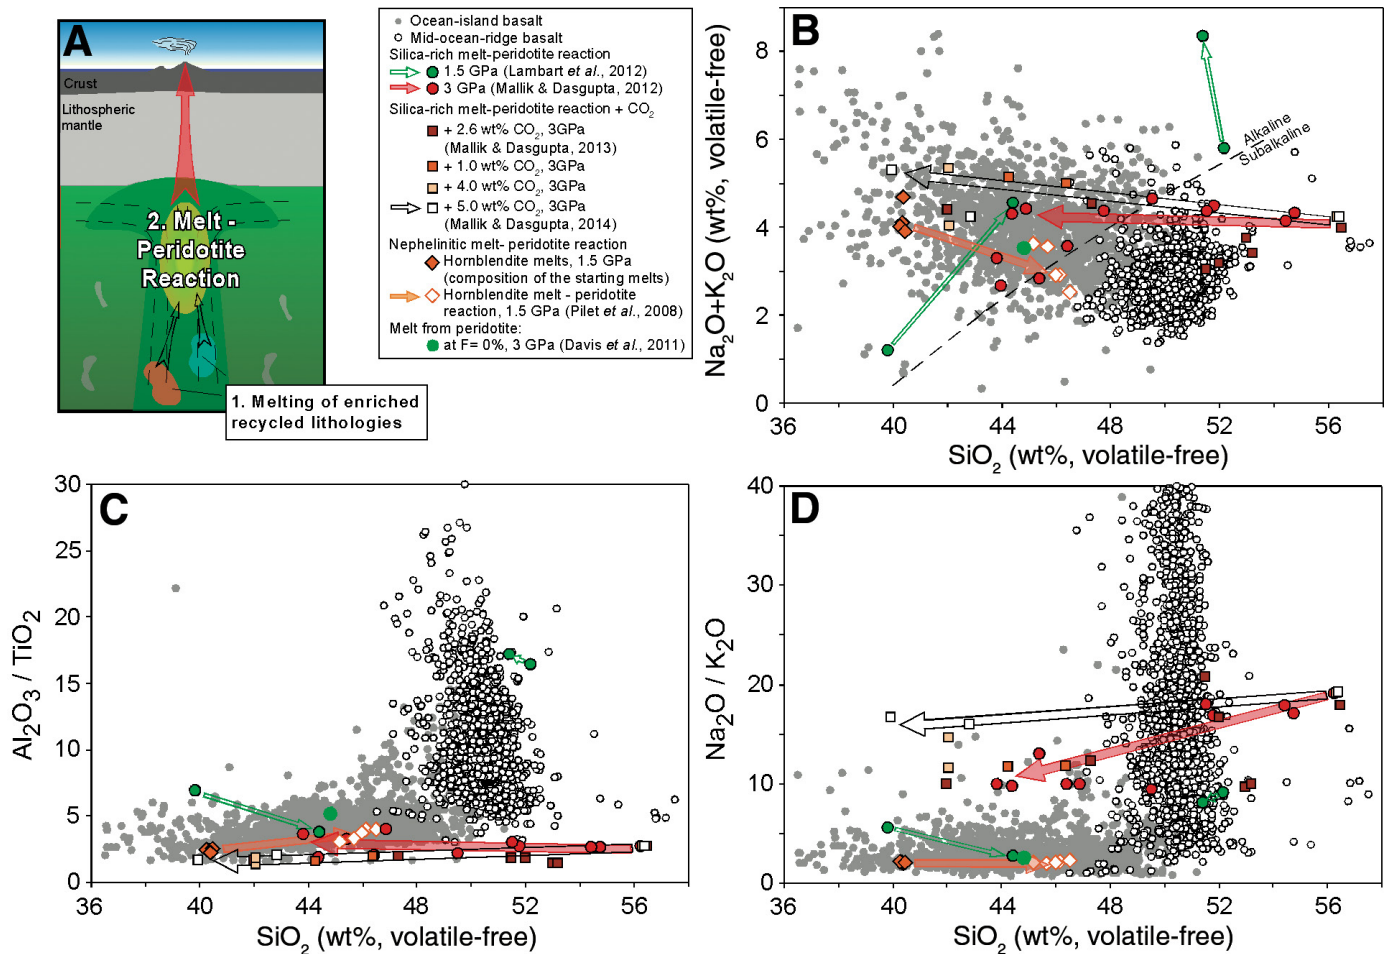 A
Crust
Lithospheric
mantle
2. Melt -
Peridotite
Reaction
1. Melting of enriched
recycled lithologies
Ocean-island basalt
Mid-ocean-ridge basalt
Silica-rich melt-peridotite reaction
1.5 GPa (Lambart et al., 2012)
3 GPa (Mallik & Dasgupta, 2012)
Silica-rich melt-peridotite reaction + CO2
+ 2.6 wt% CO2, 3GPa
(Mallik & Dasgupta, 2013)
+ 1.0 wt% CO2, 3GPa
+ 4.0 wt% CO2, 3GPa
+ 5.0 wt% CO2, 3GPa
(Mallik & Dasgupta, 2014)
Nephelinitic melt- peridotite reaction
Hornblendite melts, 1.5 GPa
(composition of the starting melts)
Hornblendite melt - peridotite
reaction, 1.5 GPa (Pilet et al., 2008)
Melt from peridotite:
at F= 0%, 3 GPa (Davis et al., 2011)
B
Na2O+K2O (wt%, volatile-free)
8
6
4
2
0
Alkaline
Subalkaline
36 40 44 48 52 56
SiO2 (wt%, volatile-free)
C
Al2O3 / TiO2
30
25
20
15
10
5
0
36 40 44 48 52 56
SiO2 (wt%, volatile-free)
D
Na2O / K2O
40
30
20
10
0
36 40 44 48 52 56
SiO2 (wt%, volatile-free)